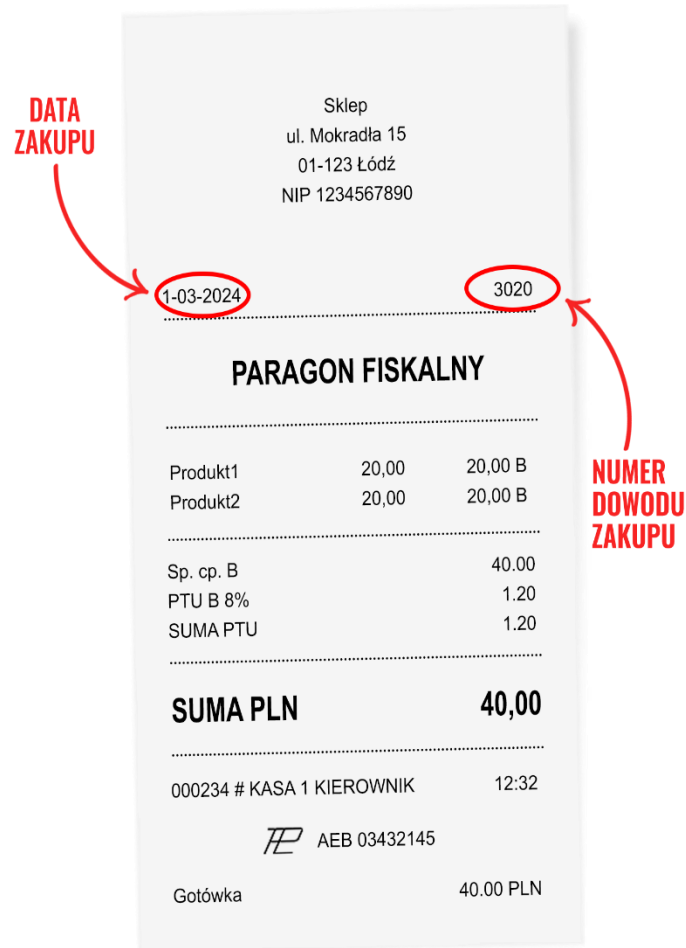 DATA
ZAKUPU
Sklep
ul. Mokradła 15
01-123 Łódź
NIP 1234567890
1-03-2024 3020
PARAGON FISKALNY
Produkt1 20,00 20,00 B
Produkt2 20,00 20,00 B
NUMER
DOWODU
ZAKUPU
Sp. cp. B 40.00
PTU B 8% 1.20
SUMA PTU 1.20
SUMA PLN 40,00
000234 # KASA 1 KIEROWNIK 12:32
AEB 03432145
Gotówka 40.00 PLN